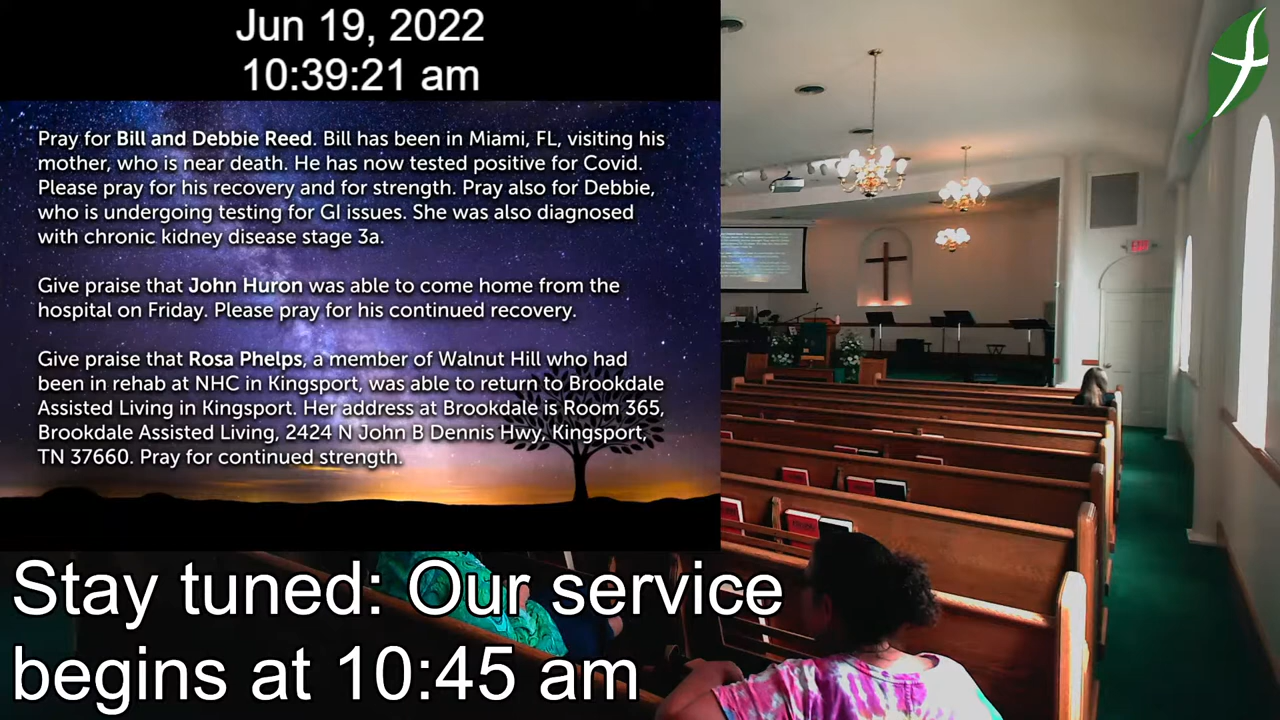 Jun 19, 2022
10:39:21 am
Pray for Bill and Debbie Reed. Bill has been in Miami, FL, visiting his
mother, who is near death. He has now tested positive for Covid.
Please pray for his recovery and for strength. Pray also for Debbie,
who is undergoing testing for GI issues. She was also diagnosed
with chronic kidney disease stage 3a.
Give praise that John Huron was able to come home from the
hospital on Friday. Please pray for his continued recovery.
Give praise that Rosa Phelps, a member of Walnut Hill who had
been in rehab at NHC in Kingsport, was able to return to Brookdale
Assisted Living in Kingsport. Her address at Brookdale is Room 365,
Brookdale Assisted Living, 2424 N John B Dennis Hwy, Kingsport,
TN 37660. Pray for continued strength.
Stay tuned: Our service
begins at 10:45 am